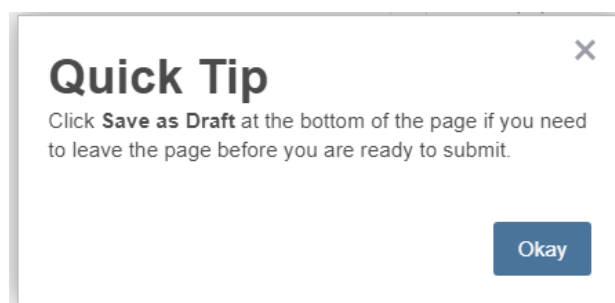 Quick Tip
Click Save as Draft at the bottom of the page if you need
to leave the page before you are ready to submit.
Okay